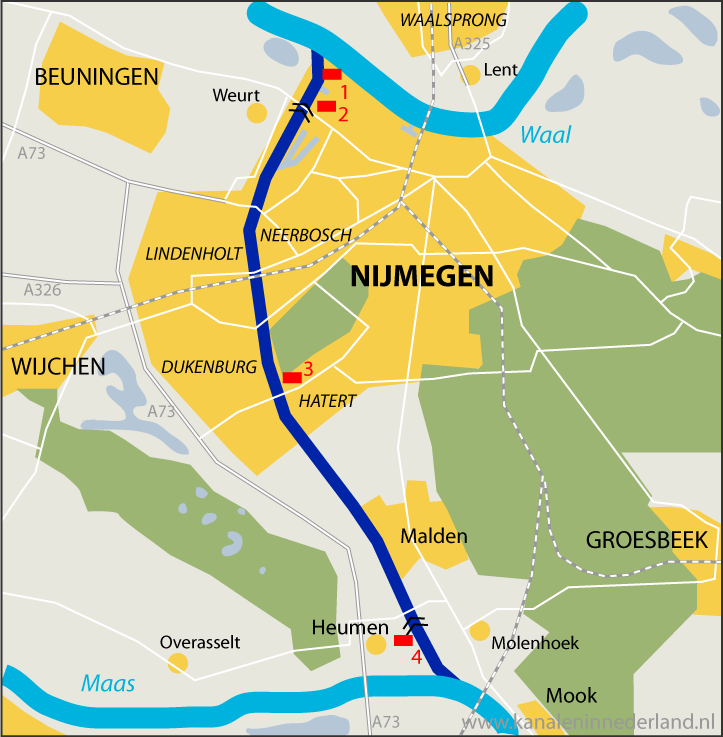 WAALSPRONG
A325
BEUNINGEN
Lent
Weurt
1
2
Waal
A73
NEERBOSCH
LINDENHOLT
NIJMEGEN
A326
WIJCHEN
DUKENBURG
3
HATERT
A73
Malden
GROESBEEK
Heumen
Overasselt
Molenhoek
4
Maas
Mook
A73
www.kanaleninnederland.nl